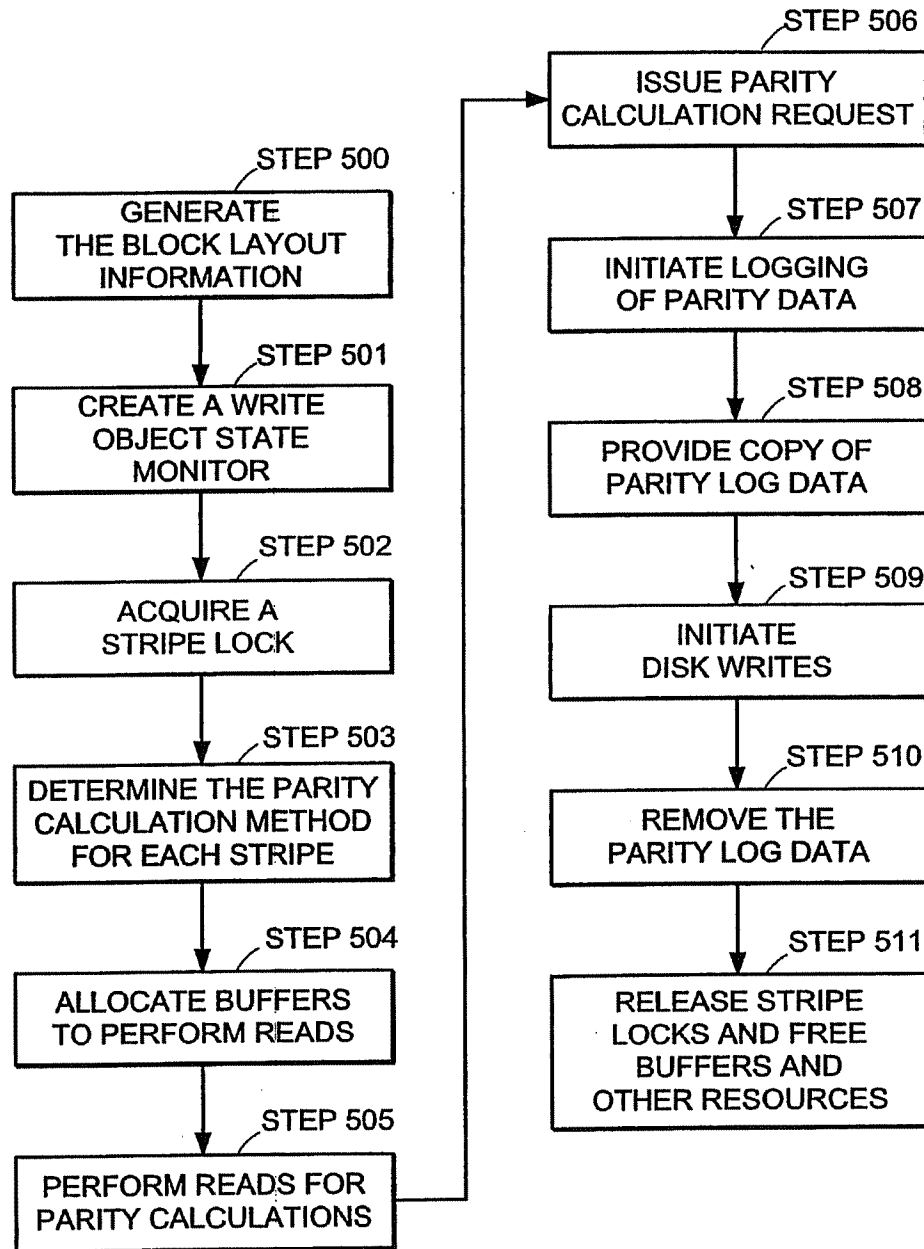 STEP 500
GENERATE
THE BLOCK LAYOUT
INFORMATION
STEP 501
CREATE A WRITE
OBJECT STATE
MONITOR
STEP 502
ACQUIRE A
STRIPE LOCK
STEP 503
DETERMINE THE PARITY
CALCULATION METHOD
FOR EACH STRIPE
STEP 504
ALLOCATE BUFFERS
TO PERFORM READS
STEP 505
PERFORM READS FOR
PARITY CALCULATIONS
STEP 506
ISSUE PARITY
CALCULATION REQUEST
STEP 507
INITIATE LOGGING
OF PARITY DATA
STEP 508
PROVIDE COPY OF
PARITY LOG DATA
STEP 509
INITIATE
DISK WRITES
STEP 510
REMOVE THE
PARITY LOG DATA
STEP 511
RELEASE STRIPE
LOCKS AND FREE
BUFFERS AND
OTHER RESOURCES